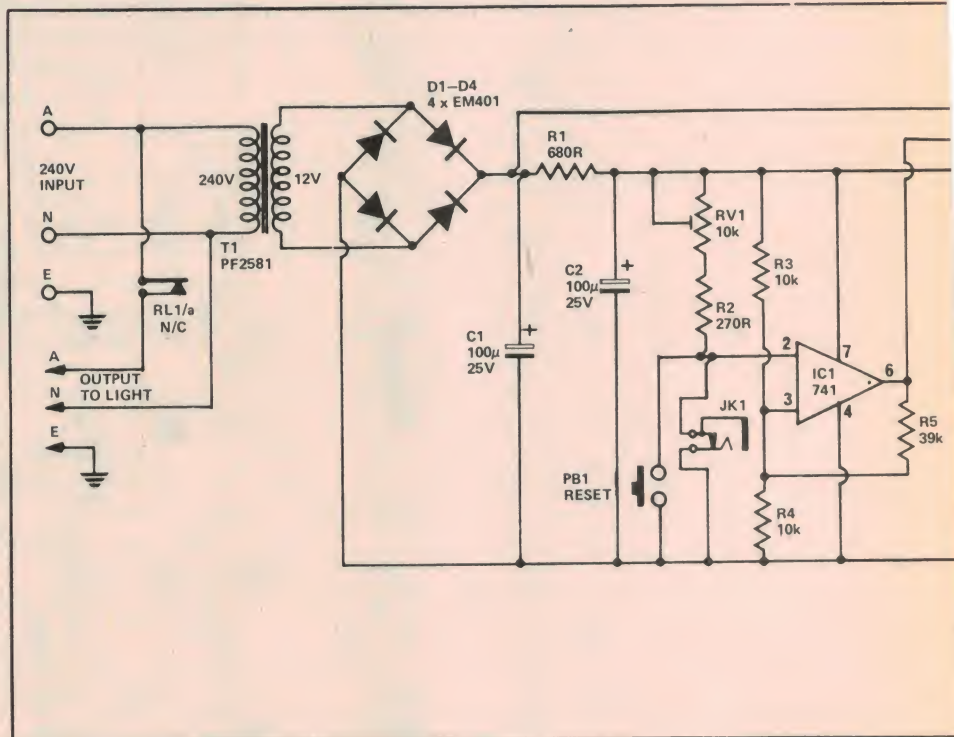 D1–D4
4 x EM401
A
240V
INPUT
N
E
240V
12V
T1
PF2581
RL1/a
N/C
A
OUTPUT
TO LIGHT
N
E
R1
680R
C1
100µ
25V
+
C2
100µ
25V
+
RV1
10k
R2
270R
R3
10k
2
3
7
IC1
741
6
4
R5
39k
JK1
PB1
RESET
R4
10k